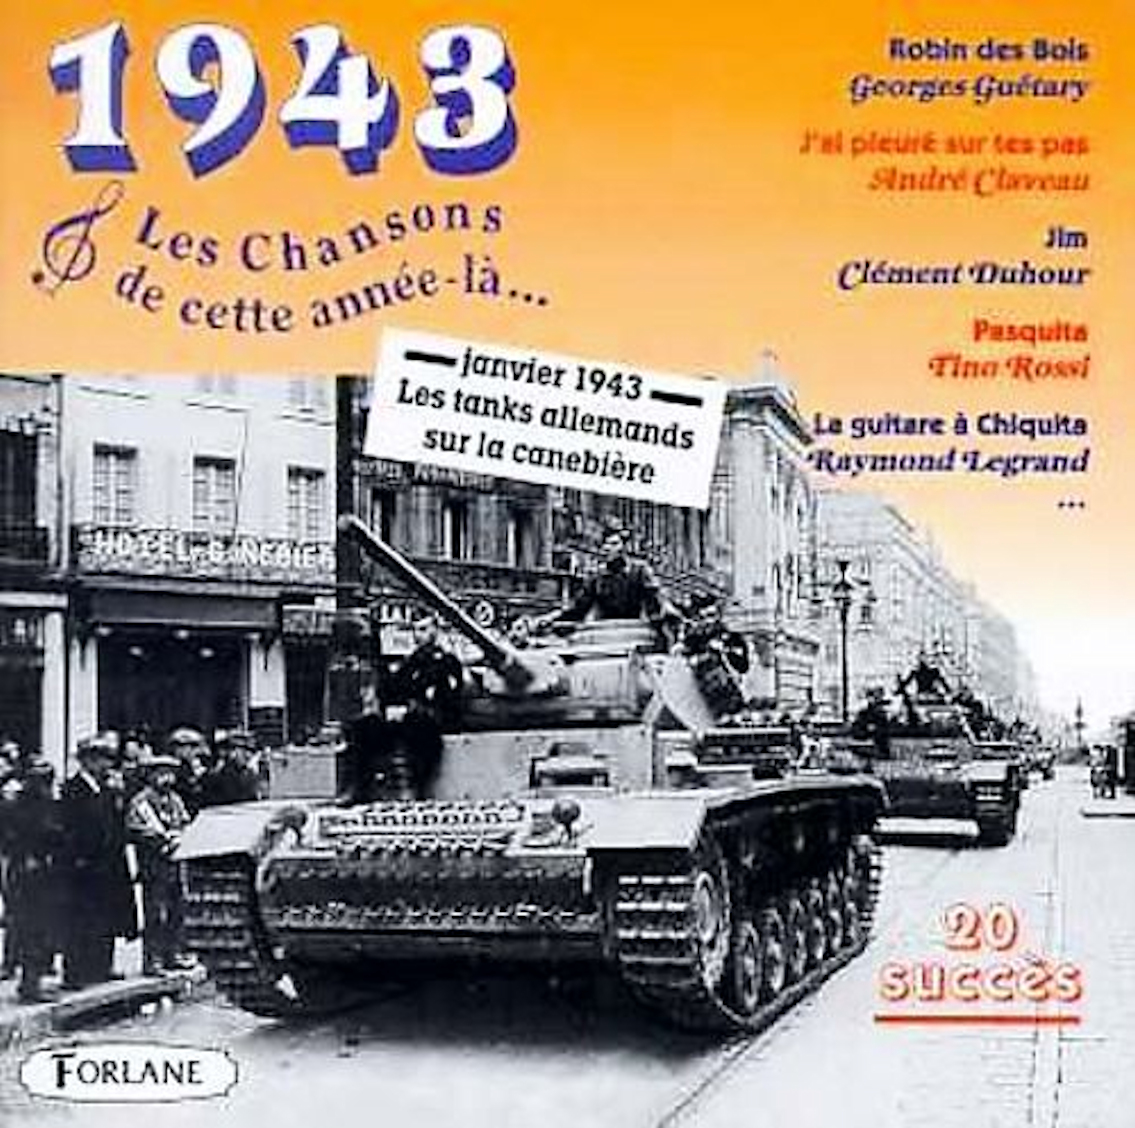 1943
Les Chansons
de cette année-là...
Robin des Bois
Georges Guétary
J'ai pleuré sur tes pas
André Claveau
Jim
Clément Duhour
Pasquita
Tino Rossi
La guitare à Chiquita
Raymond Legrand
...
janvier 1943
Les tanks allemands
sur la canebière
HOTEL
20
succès
FORLANE